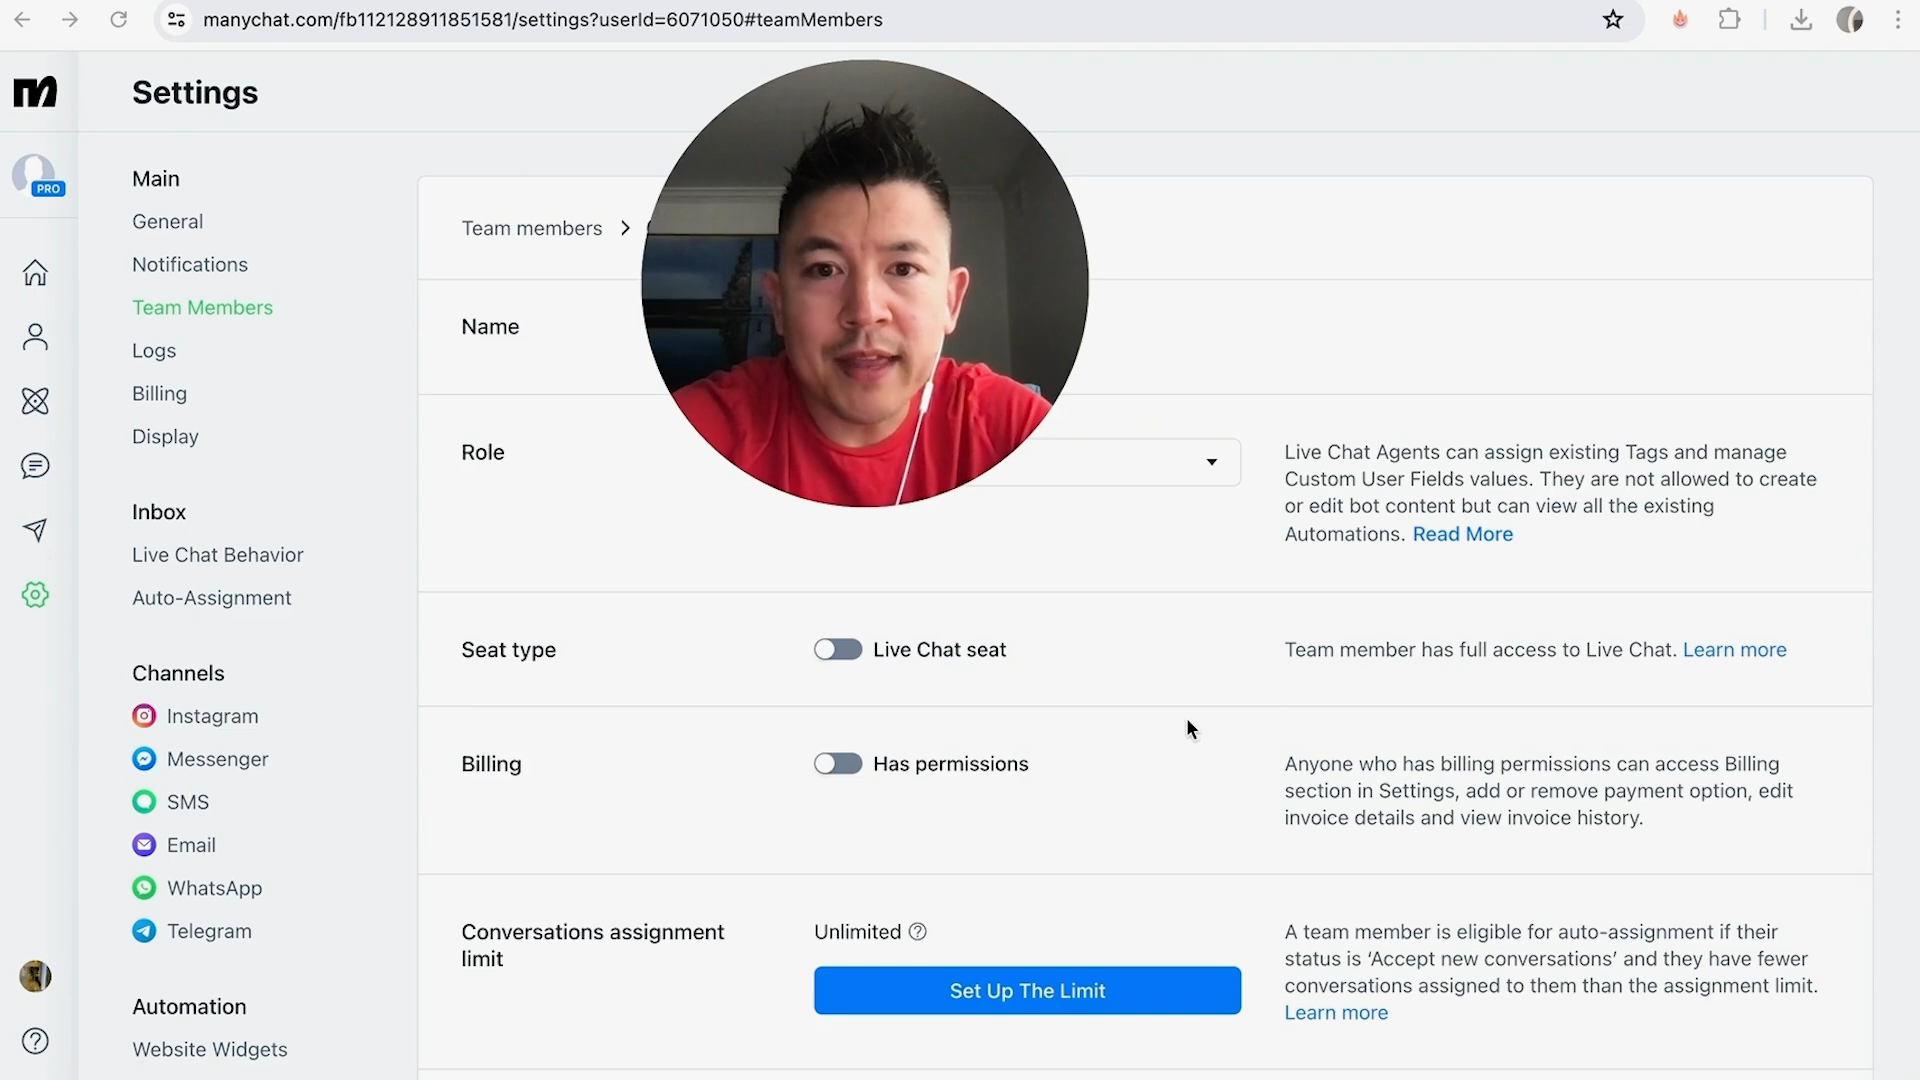 manychat.com/fb112128911851581/settings?userId=6071050#teamMembers
Settings
PRO
Main
General
Notifications
Team Members
Logs
Billing
Display
Inbox
Live Chat Behavior
Auto-Assignment
Channels
Instagram
Messenger
SMS
Email
WhatsApp
Telegram
Automation
Website Widgets
Team members
Name
Role
Live Chat Agents can assign existing Tags and manage
Custom User Fields values. They are not allowed to create
or edit bot content but can view all the existing
Automations. Read More
Seat type
Live Chat seat
Team member has full access to Live Chat. Learn more
Billing
Has permissions
Anyone who has billing permissions can access Billing
section in Settings, add or remove payment option, edit
invoice details and view invoice history.
Conversations assignment
limit
Unlimited
Set Up The Limit
A team member is eligible for auto-assignment if their
status is ‘Accept new conversations’ and they have fewer
conversations assigned to them than the assignment limit.
Learn more